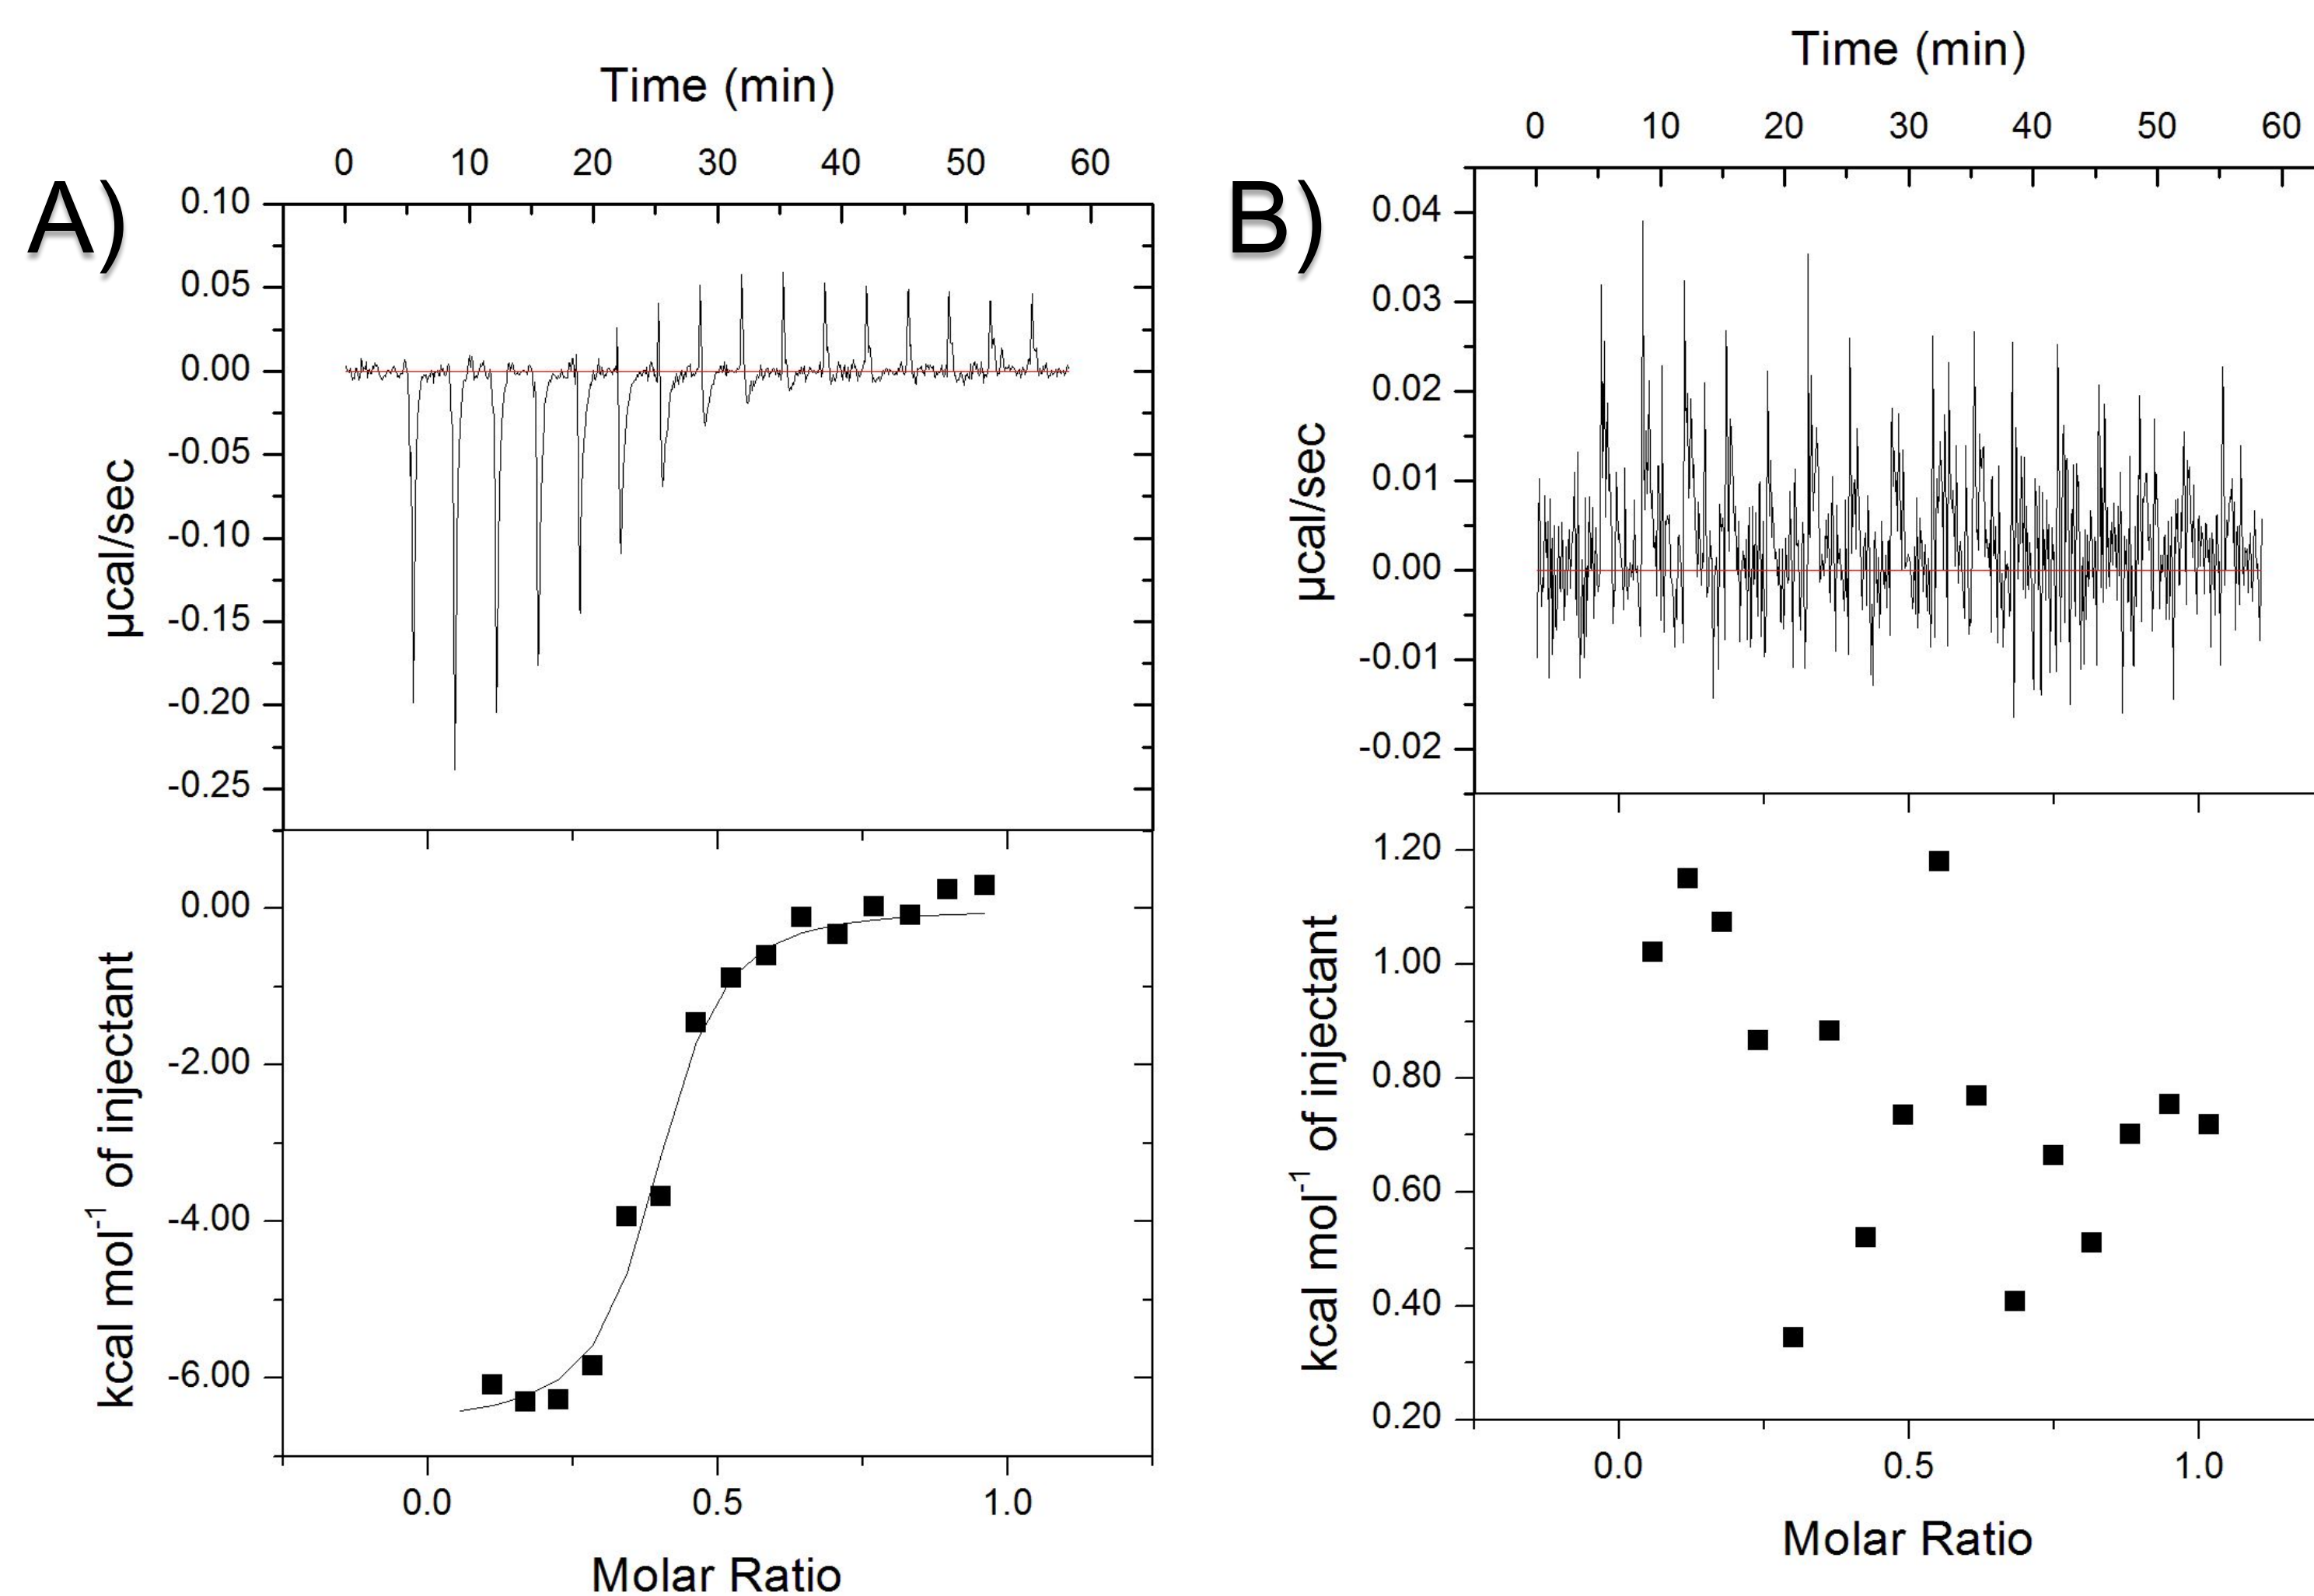 A)
Time (min)
0 10 20 30 40 50 60
0.10
0.05
0.00
-0.05
-0.10
-0.15
-0.20
-0.25
µcal/sec
0.00
-2.00
-4.00
-6.00
kcal mol-1 of injectant
0.0 0.5 1.0
Molar Ratio
B)
Time (min)
0 10 20 30 40 50 60
0.04
0.03
0.02
0.01
0.00
-0.01
-0.02
µcal/sec
1.20
1.00
0.80
0.60
0.40
0.20
kcal mol-1 of injectant
0.0 0.5 1.0
Molar Ratio